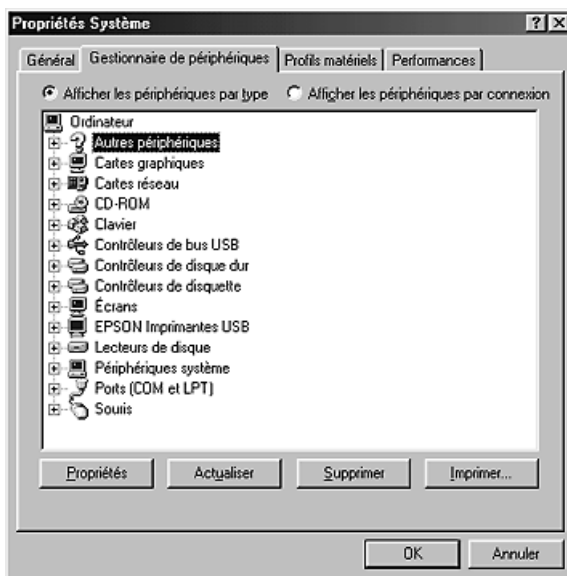 Propriétés Système
Général Gestionnaire de périphériques Profils matériels Performances
Afficher les périphériques par type Afficher les périphériques par connexion
Ordinateur
Autres périphériques
Cartes graphiques
Cartes réseau
CD-ROM
Clavier
Contrôleurs de bus USB
Contrôleurs de disque dur
Contrôleurs de disquette
Écrans
EPSON Imprimantes USB
Lecteurs de disque
Périphériques système
Ports (COM et LPT)
Souris
Propriétés Actualiser Supprimer Imprimer...
OK Annuler